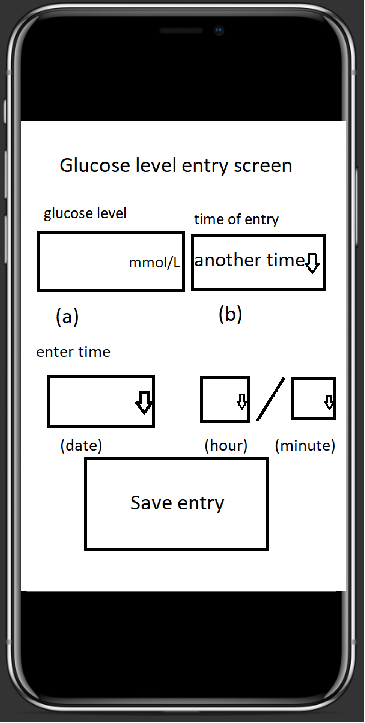 Glucose level entry screen
glucose level
time of entry
mmol/L
another time
(a)
(b)
enter time
/
(date)
(hour)
(minute)
Save entry